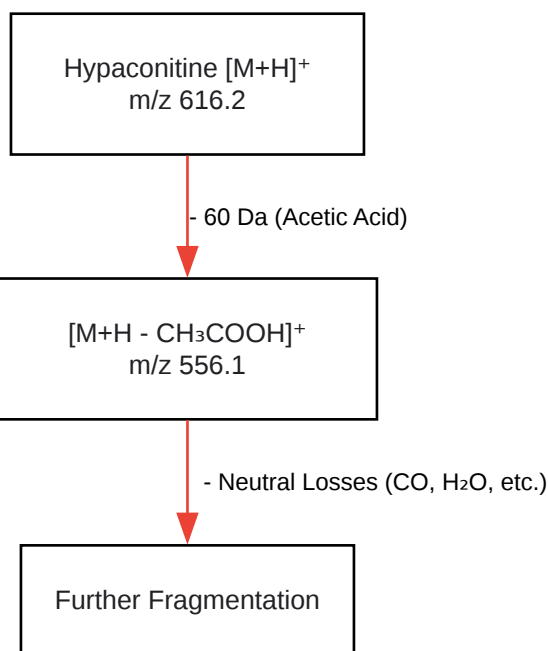 Hypaconitine [M+H]⁺
m/z 616.2
- 60 Da (Acetic Acid)
[M+H - CH₃COOH]⁺
m/z 556.1
- Neutral Losses (CO, H₂O, etc.)
Further Fragmentation